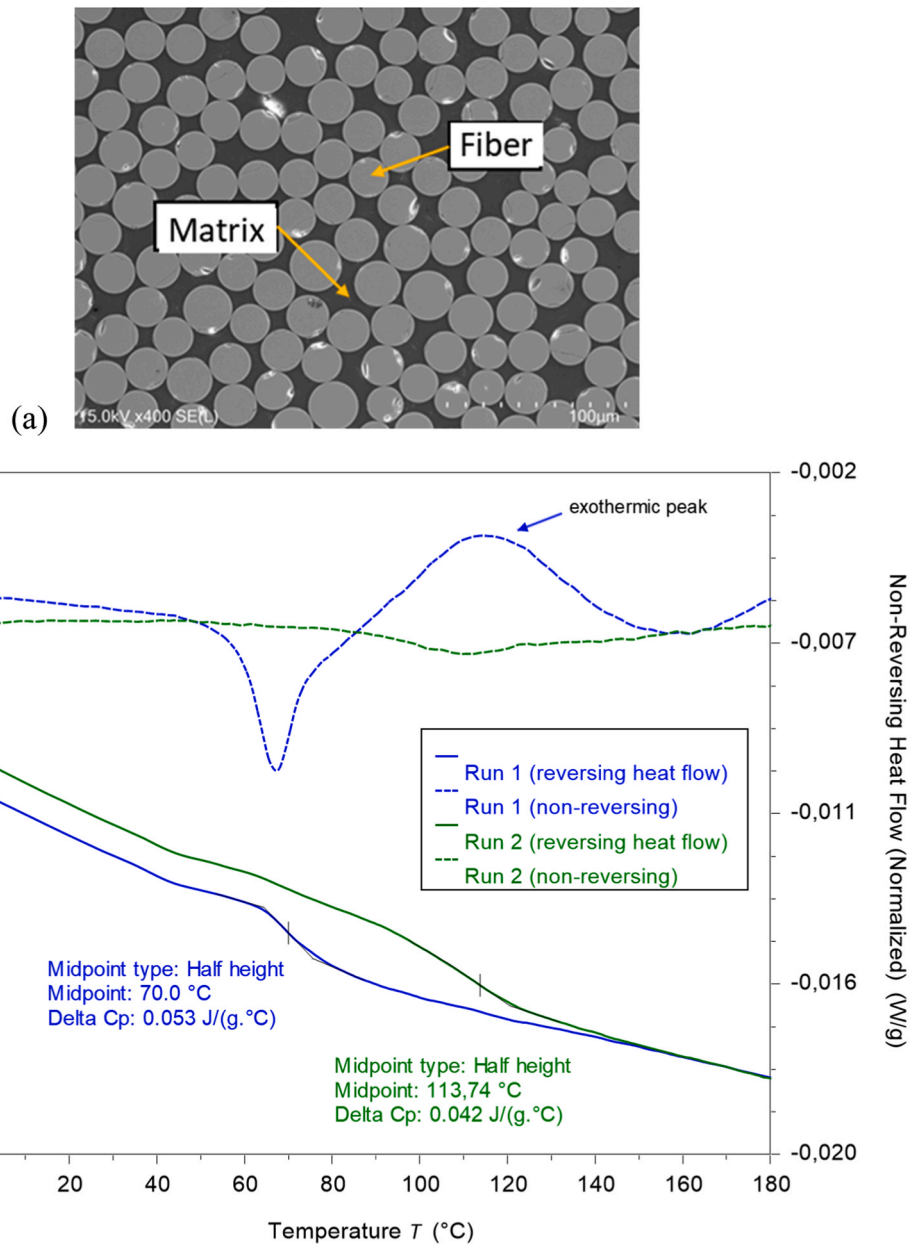 Fiber
Matrix
(a)
15.0kV x400 SE(L)
100µm
-0,002
exothermic peak
-0,007
Run 1 (reversing heat flow)
Run 1 (non-reversing)
Run 2 (reversing heat flow)
Run 2 (non-reversing)
-0,011
Midpoint type: Half height
Midpoint: 70.0 °C
Delta Cp: 0.053 J/(g.°C)
-0,016
Midpoint type: Half height
Midpoint: 113,74 °C
Delta Cp: 0.042 J/(g.°C)
-0,020
20 40 60 80 100 120 140 160 180
Temperature T (°C)
Non-Reversing Heat Flow (Normalized) (W/g)